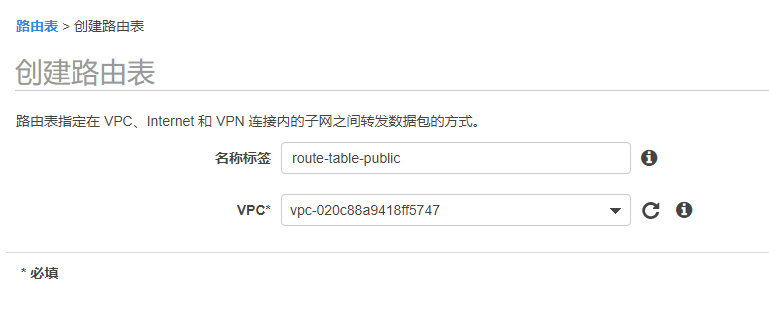 路由表 > 创建路由表
创建路由表
路由表指定在 VPC、Internet 和 VPN 连接内的子网之间转发数据包的方式。
名称标签 route-table-public
VPC* vpc-020c88a9418ff5747
* 必填